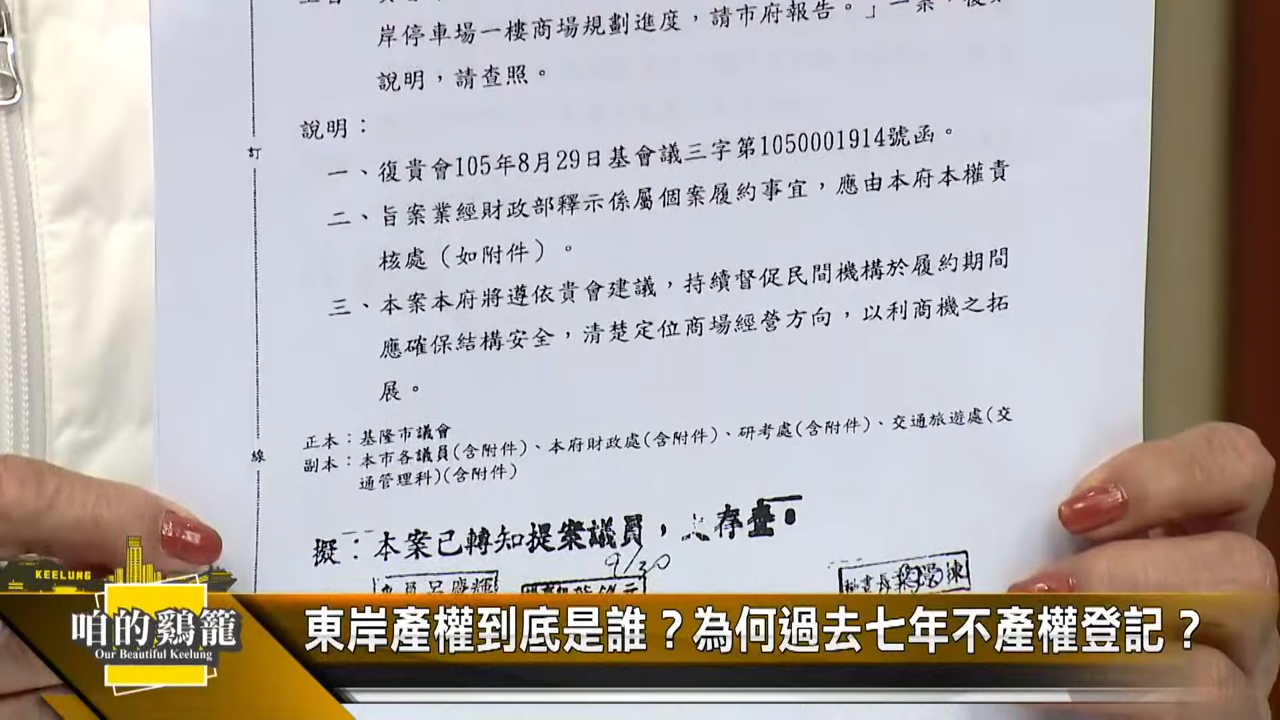 岸停車場一樓商場規劃進度，請市府報告。」一案，復如
說明，請查照。
說明：
訂
一、復貴會105年8月29日基會議三字第1050001914號函。
二、旨案業經財政部釋示係屬個案履約事宜，應由本府本權責
核處（如附件）。
三、本案本府將遵依貴會建議，持續督促民間機構於履約期間
應確保結構安全，清楚定位商場經營方向，以利商機之拓
展。
線
正本：基隆市議會
副本：本市各議員(含附件)、本府財政處(含附件)、研考處(含附件)、交通旅遊處(交
通管理科)(含附件)
擬：本案已轉知提案議員，文存查。
9/30
KEELUNG
咱的鷄籠
Our Beautiful Keelung
東岸產權到底是誰？為何過去七年不產權登記？